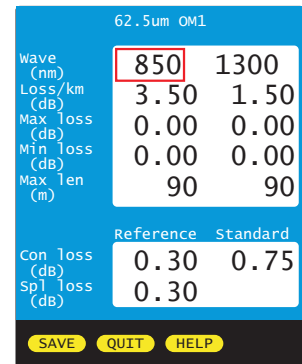 62.5um OM1
Wave (nm) 850 1300
Loss/km (dB) 3.50 1.50
Max loss (dB) 0.00 0.00
Min loss (dB) 0.00 0.00
Max len (m) 90 90
Reference Standard
Con loss (dB) 0.30 0.75
Spl loss (dB) 0.30
SAVE QUIT HELP